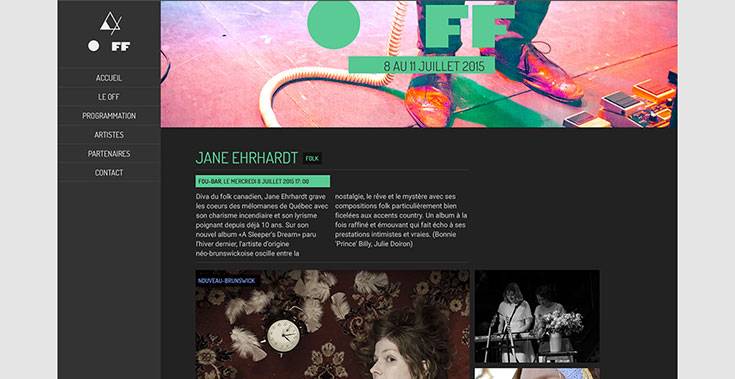 FF
ACCUEIL
LE OFF
PROGRAMMATION
ARTISTES
PARTENAIRES
CONTACT
FF
8 AU 11 JUILLET 2015
JANE EHRHARDT FOLK
FOU-BAR, LE MERCREDI 8 JUILLET 2015 17: 00
Diva du folk canadien, Jane Ehrhardt grave
les coeurs des mélomanes de Québec avec
son charisme incendiaire et son lyrisme
poignant depuis déjà 10 ans. Sur son
nouvel album «A Sleeper's Dream» paru
l'hiver dernier, l'artiste d'origine
néo-brunswickoise oscille entre la
nostalgie, le rêve et le mystère avec ses
compositions folk particulièrement bien
ficelées aux accents country. Un album à la
fois raffiné et émouvant qui fait écho à ses
prestations intimistes et vraies. (Bonnie
'Prince' Billy, Julie Doiron)
NOUVEAU-BRUNSWICK